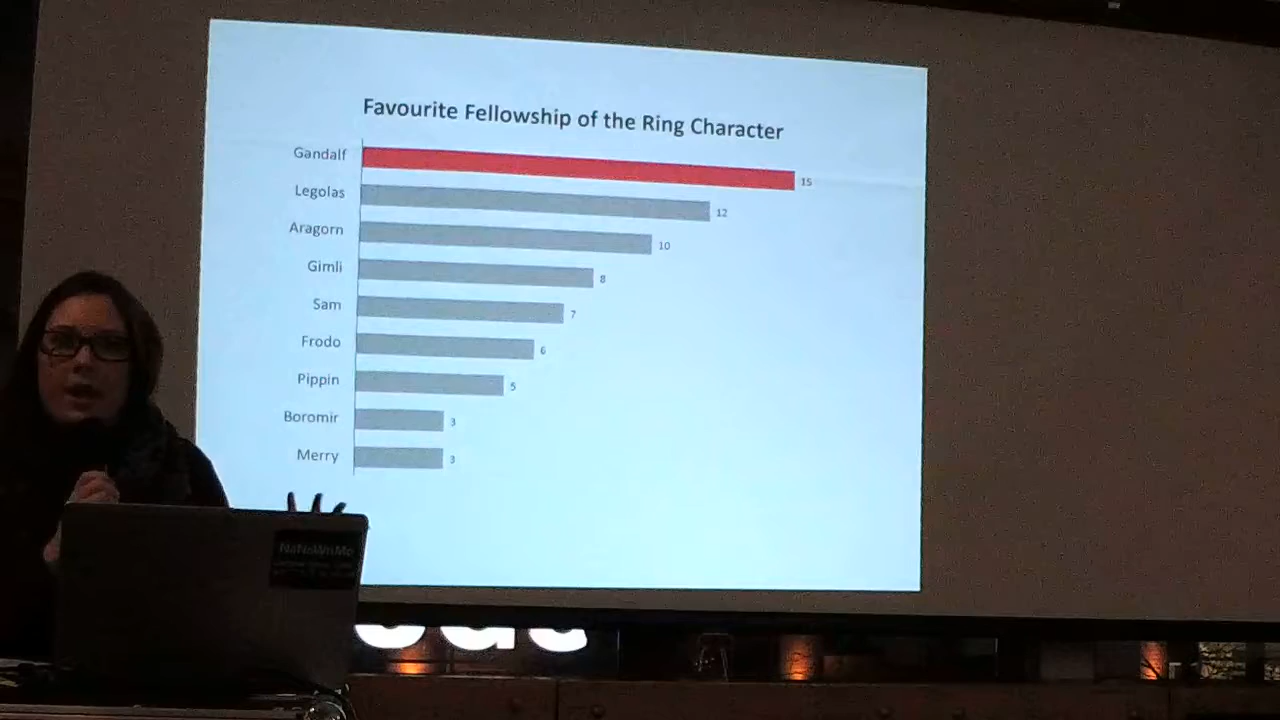 Favourite Fellowship of the Ring Character
Gandalf 15
Legolas 12
Aragorn 10
Gimli 8
Sam 7
Frodo 6
Pippin 5
Boromir 3
Merry 3
NaNoWriMo